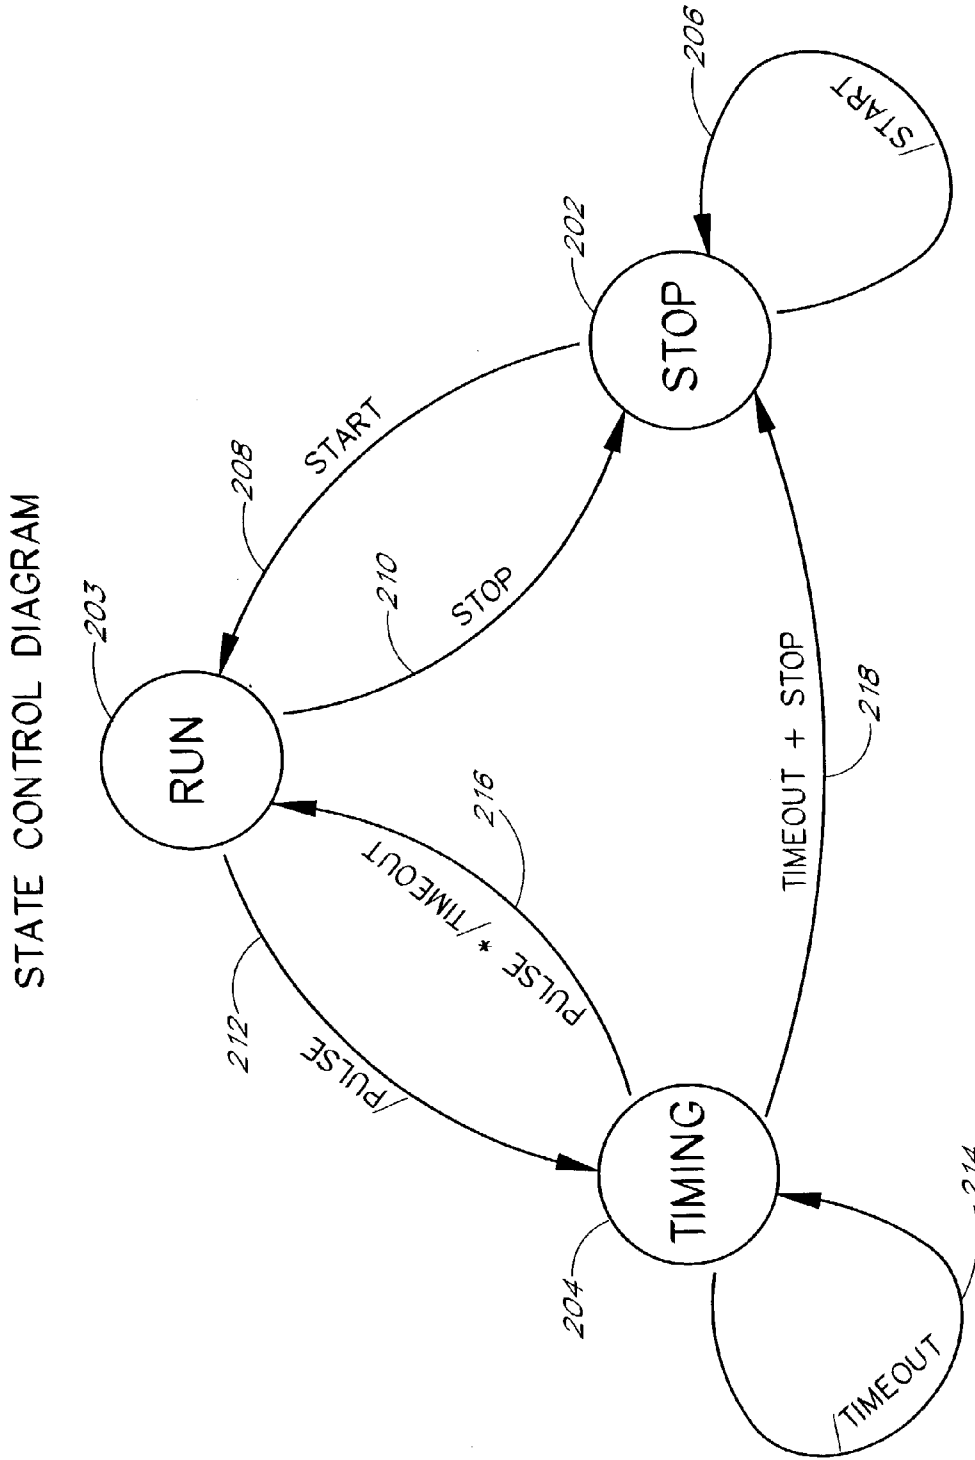 STATE CONTROL DIAGRAM
203
RUN
208
START
210
STOP
202
STOP
206
/START
212
/PULSE
216
PULSE */TIMEOUT
204
TIMING
TIMEOUT + STOP
218
/TIMEOUT
214